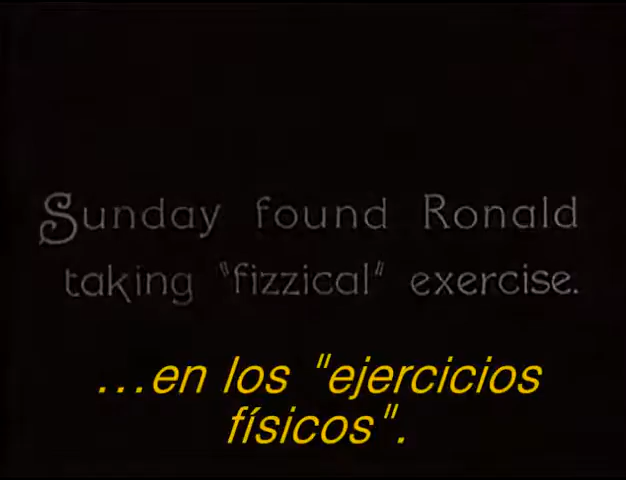 Sunday found Ronald
taking "fizzical" exercise.
...en los "ejercicios
físicos".